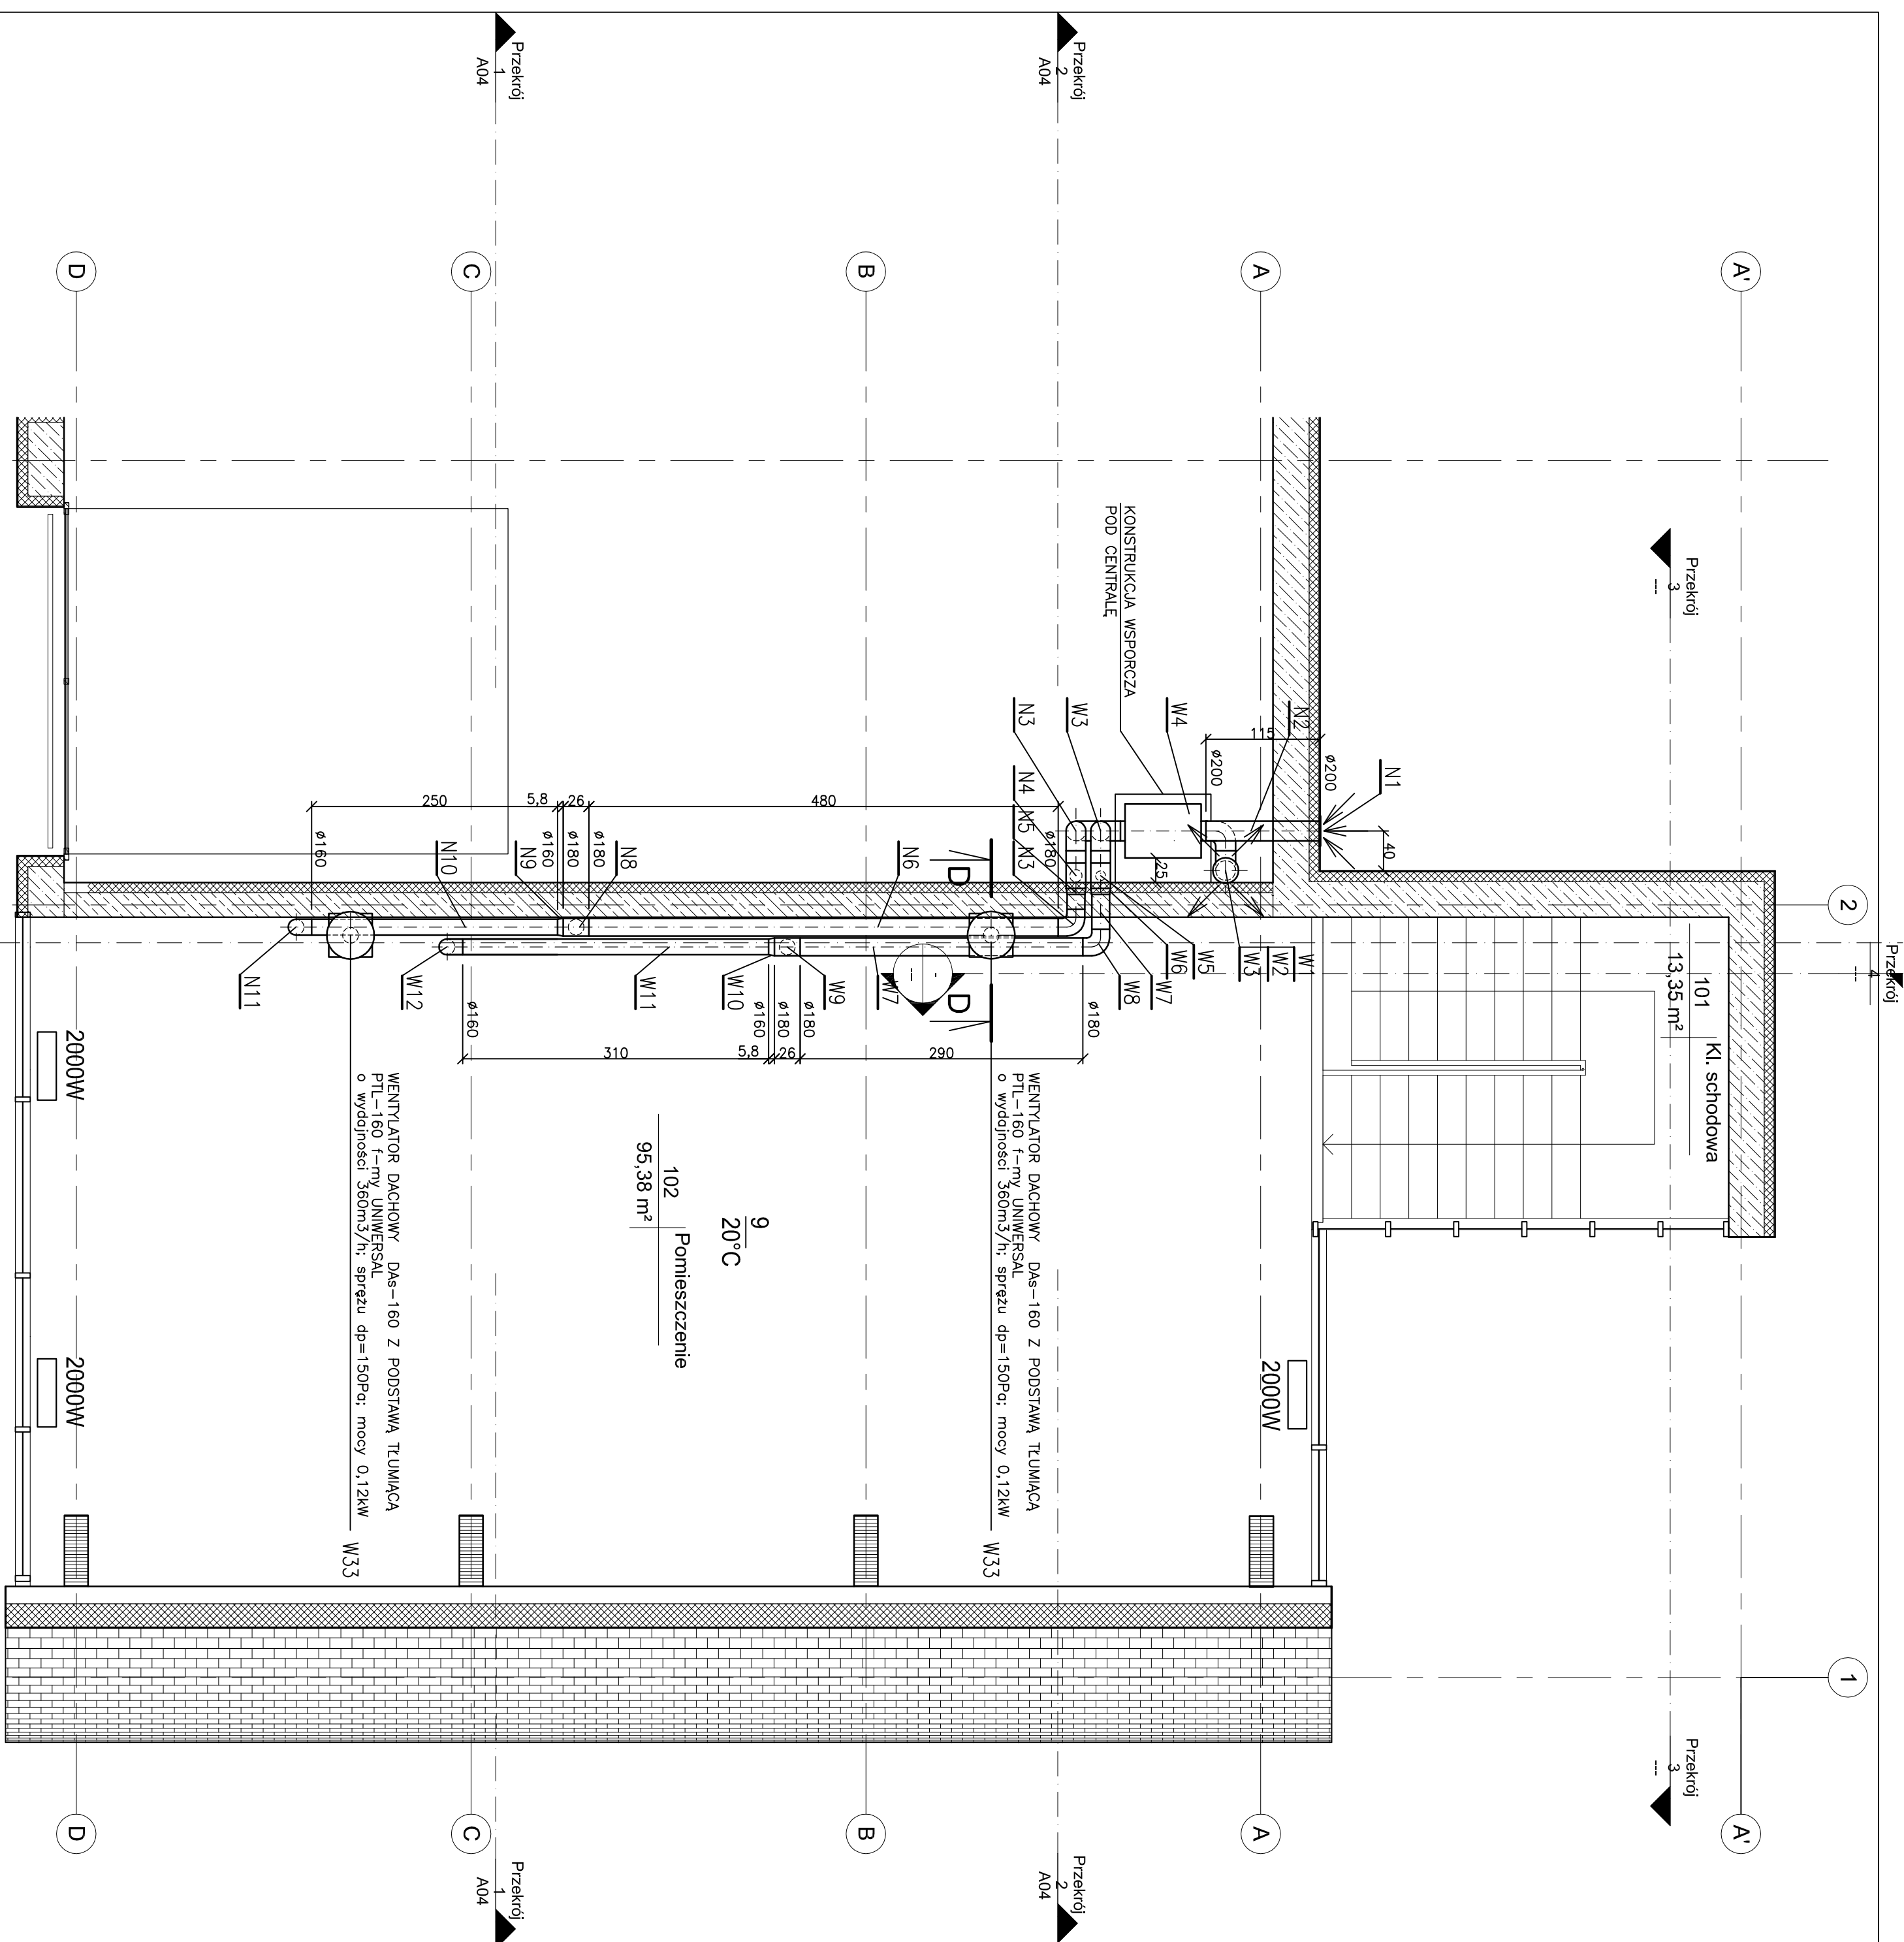 Przekrój
1
A04
Przekrój
2
A04
D
C
B
A
A'
Przekrój
3
---
KONSTRUKCJA WSPORCZA
POD CENTRALĘ
N3
W3
W4
N2
N4
N5
N3
115
ø200
ø200
N1
40
25
250
5,8
26
480
ø160
ø160
ø180
ø180
ø180
N10
N9
N8
N6
D
2
Przekrój
4
---
N11
W12
W11
W10
W9
W7
-
---
D
W8
W7
W6
W5
W3
W2
W1
ø160
ø160
ø180
ø180
ø180
310
5,8
26
290
101
13,35 m²
Kl. schodowa
2000W
WENTYLATOR DACHOWY DAs-160 Z PODSTAWĄ TŁUMIĄCĄ
PTL-160 f-my UNIWERSAL
o wydajności 360m3/h; sprężu dp=150Pa; mocy 0,12kW
W33
WENTYLATOR DACHOWY DAs-160 Z PODSTAWĄ TŁUMIĄCĄ
PTL-160 f-my UNIWERSAL
o wydajności 360m3/h; sprężu dp=150Pa; mocy 0,12kW
W33
102
95,38 m²
Pomieszczenie
9
20°C
2000W
2000W
1
Przekrój
3
---
D
C
B
A
A'
Przekrój
1
A04
Przekrój
2
A04